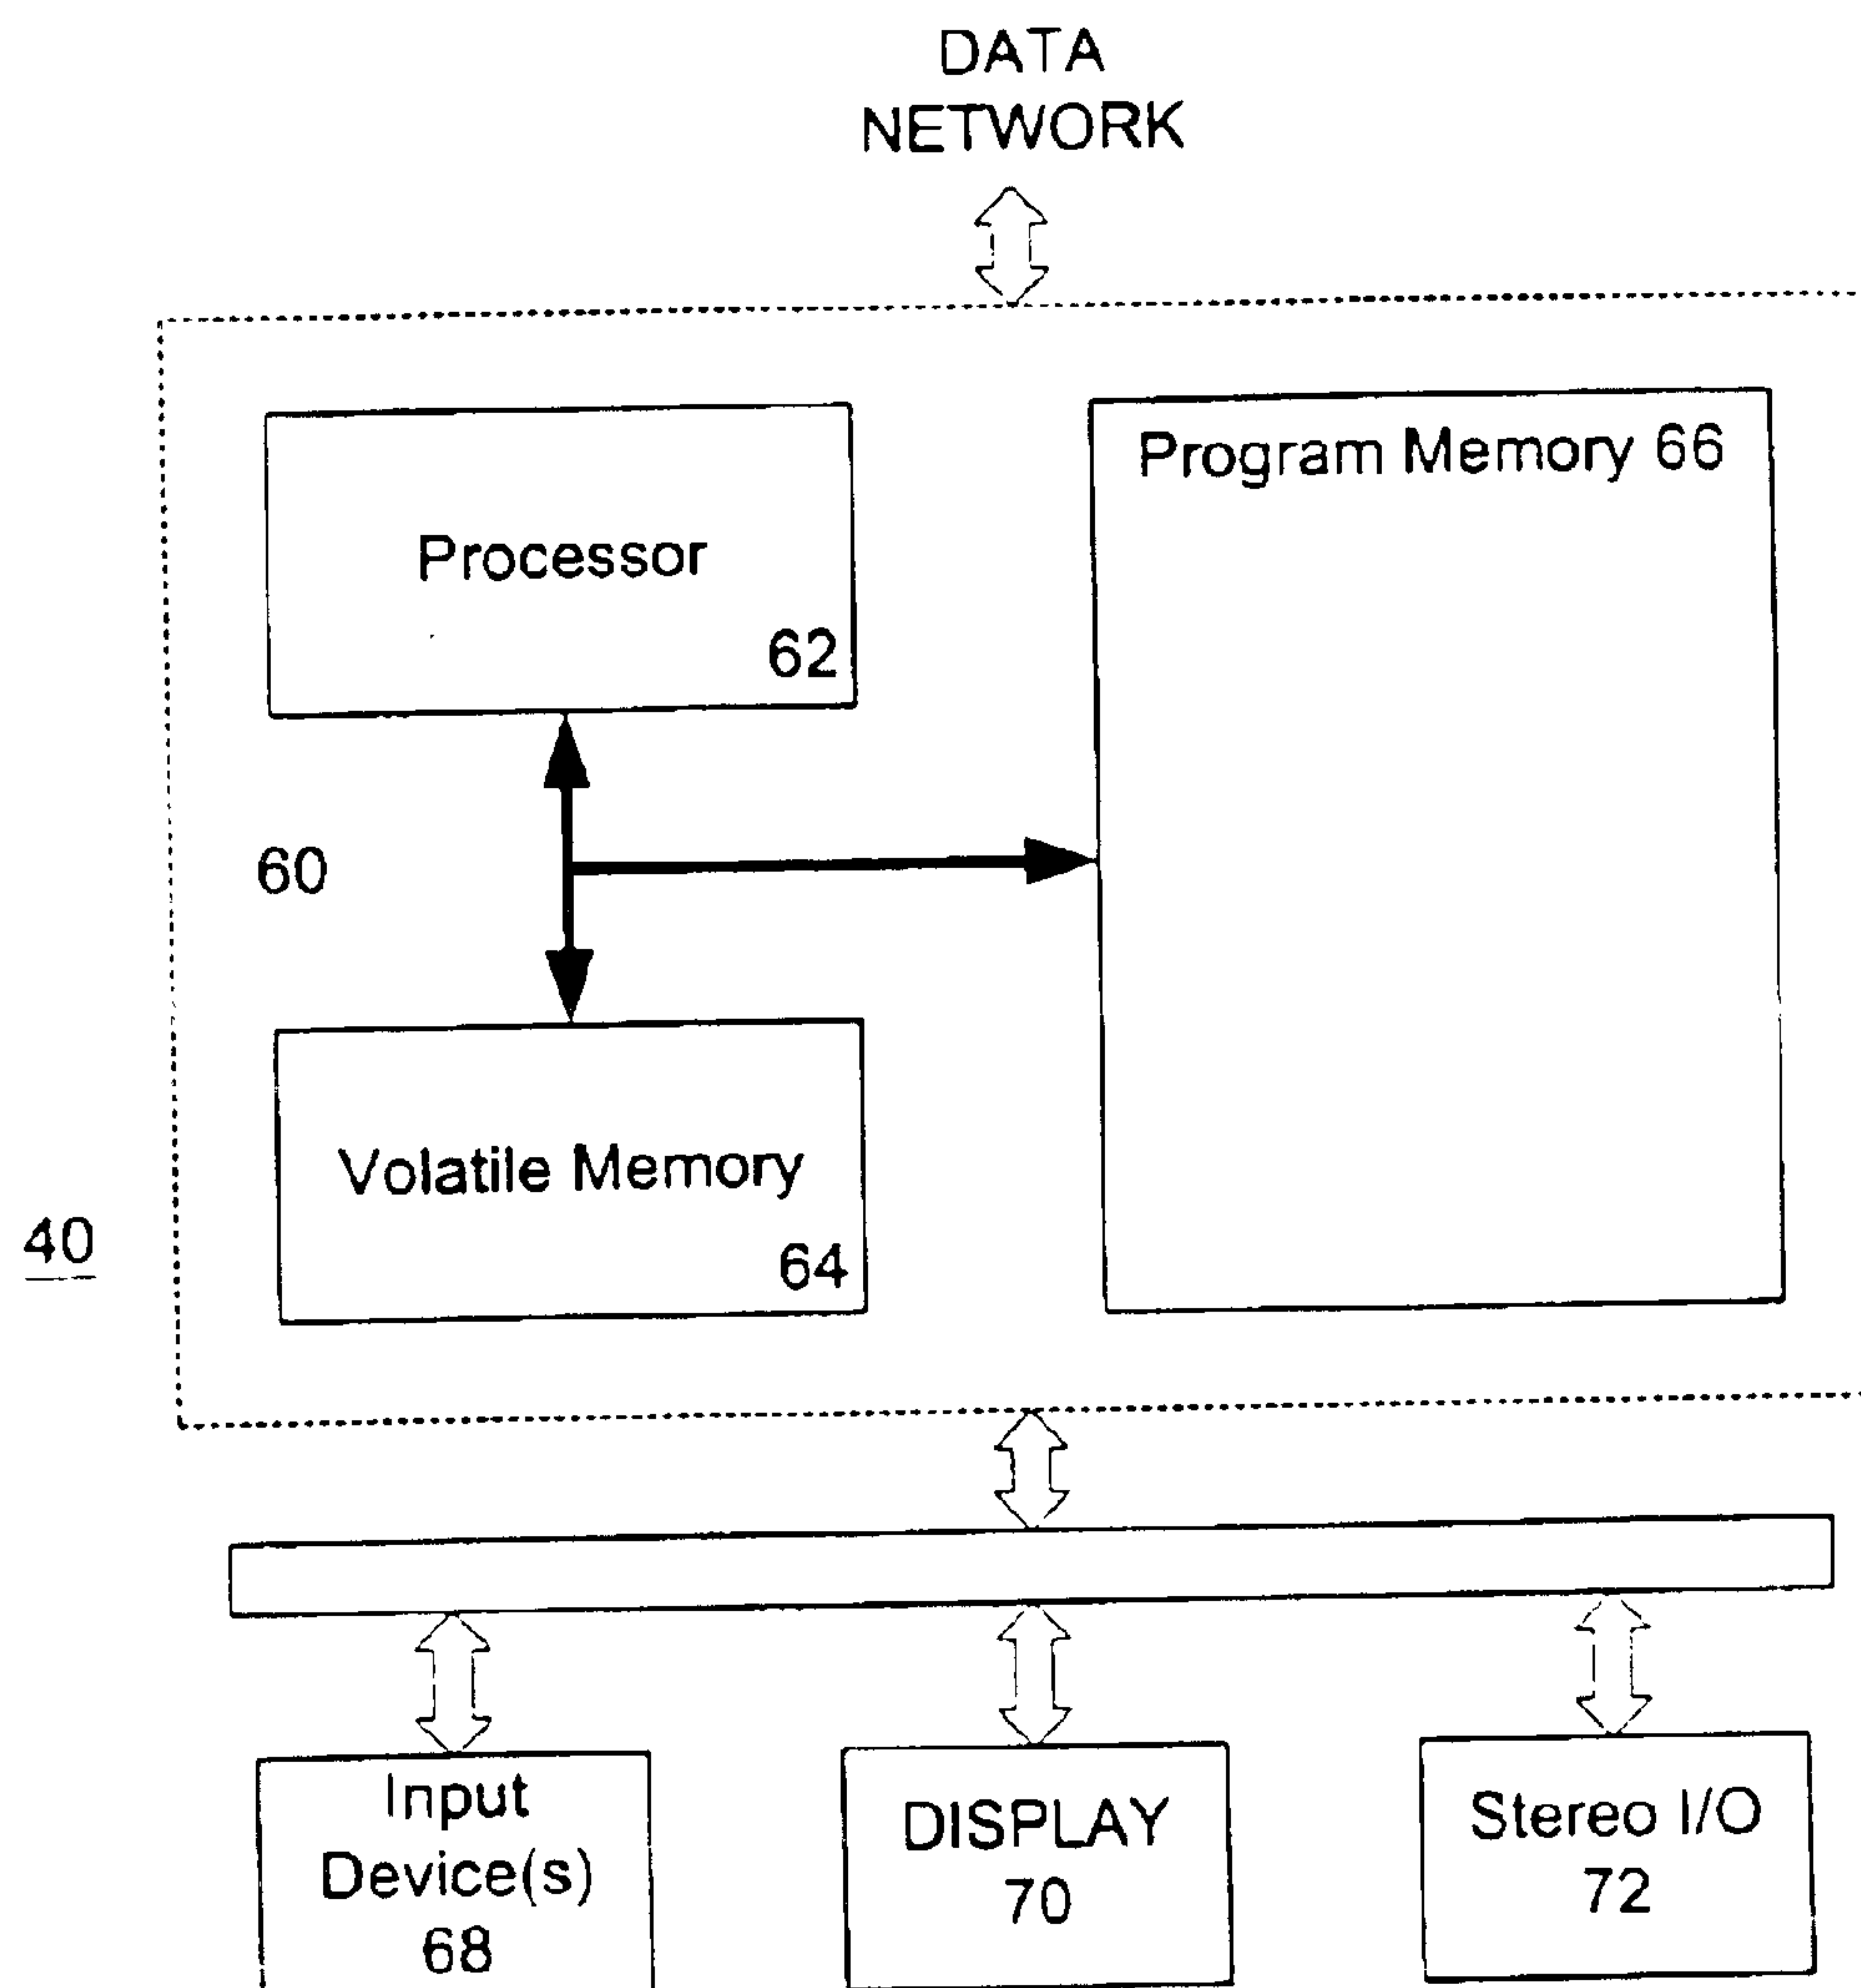 DATA
NETWORK
Program Memory 66
Processor
62
60
Volatile Memory
64
40
Input
Device(s)
68
DISPLAY
70
Stereo I/O
72